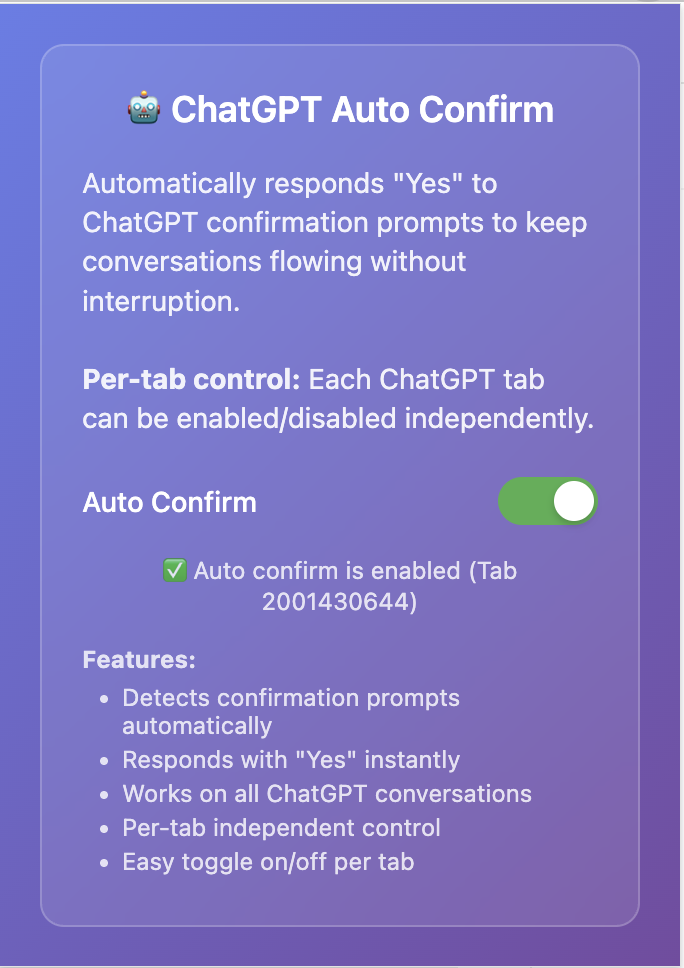 🤖 ChatGPT Auto Confirm
Automatically responds "Yes" to
ChatGPT confirmation prompts to keep
conversations flowing without
interruption.
Per-tab control: Each ChatGPT tab
can be enabled/disabled independently.
Auto Confirm
✅ Auto confirm is enabled (Tab
2001430644)
Features:
• Detects confirmation prompts
automatically
• Responds with "Yes" instantly
• Works on all ChatGPT conversations
• Per-tab independent control
• Easy toggle on/off per tab